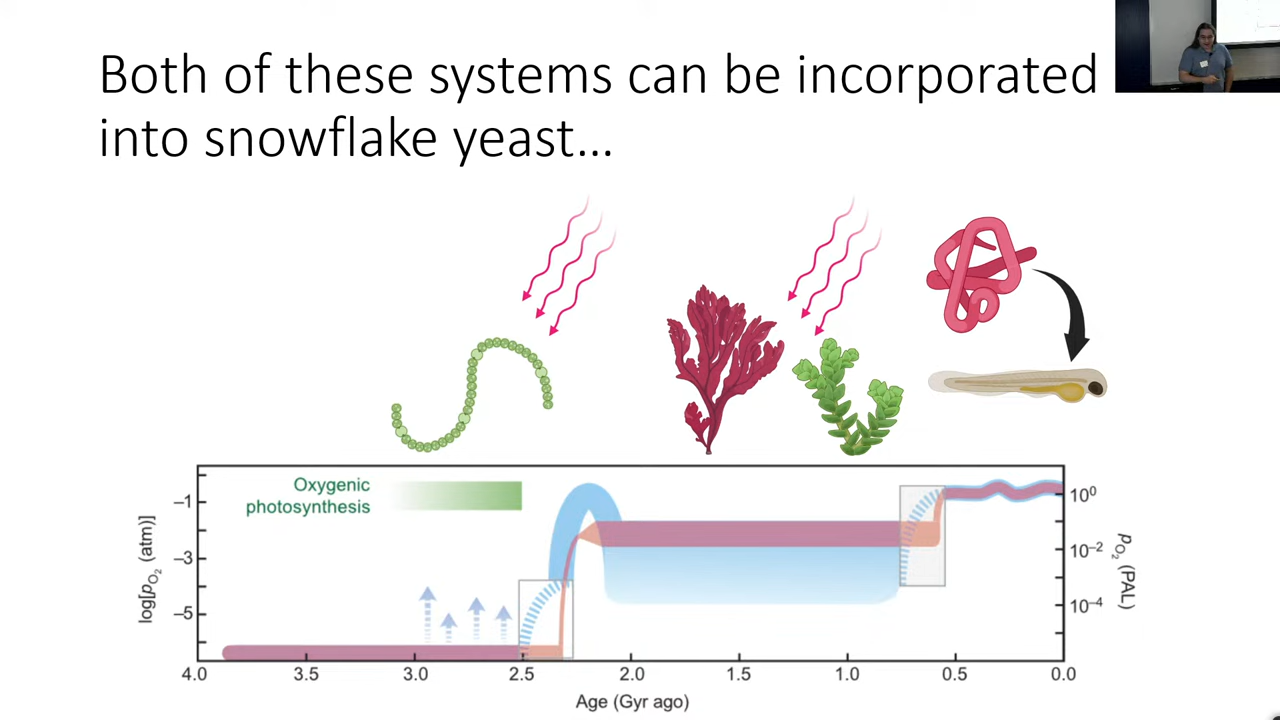 Both of these systems can be incorporated
into snowflake yeast...
Oxygenic
photosynthesis
log[pO₂ (atm)]
–1
–3
–5
10⁰
10⁻²
10⁻⁴
pO₂ (PAL)
4.0 3.5 3.0 2.5 2.0 1.5 1.0 0.5 0.0
Age (Gyr ago)